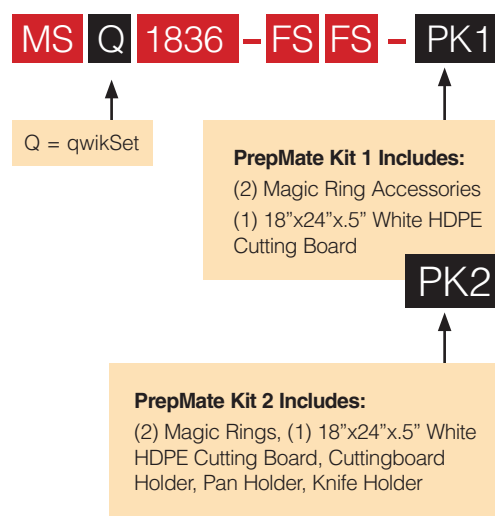 MS Q 1836 – FS FS – PK1
Q = qwikSet
PrepMate Kit 1 Includes:
(2) Magic Ring Accessories
(1) 18”x24”x.5” White HDPE
Cutting Board
PK2
PrepMate Kit 2 Includes:
(2) Magic Rings, (1) 18”x24”x.5” White
HDPE Cutting Board, Cuttingboard
Holder, Pan Holder, Knife Holder